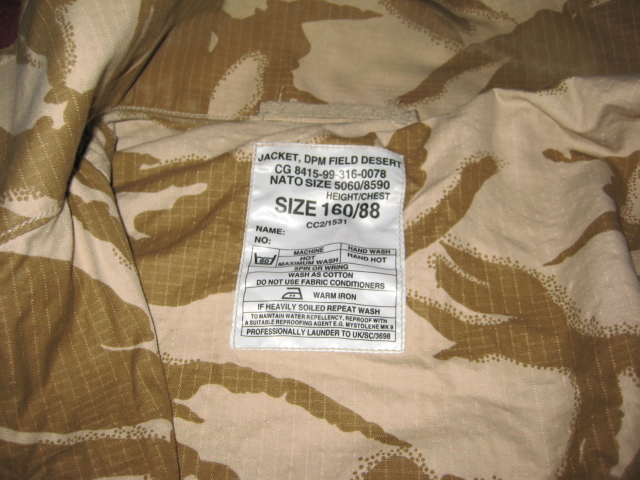 JACKET, DPM FIELD DESERT
CG 8415-99-316-0078
NATO SIZE 5060/8590
HEIGHT/CHEST
SIZE 160/88
CC2/1531
NAME:
NO:
MACHINE HAND WASH
60 HOT HAND HOT
MAXIMUM WASH
SPIN OR WRING
WASH AS COTTON
DO NOT USE FABRIC CONDITIONERS
WARM IRON
IF HEAVILY SOILED REPEAT WASH
TO MAINTAIN WATER REPELLENCY, REPROOF WITH
A SUITABLE REPROOFING AGENT E.G. MYSTOLENE MK 9
PROFESSIONALLY LAUNDER TO UK/SC/3698